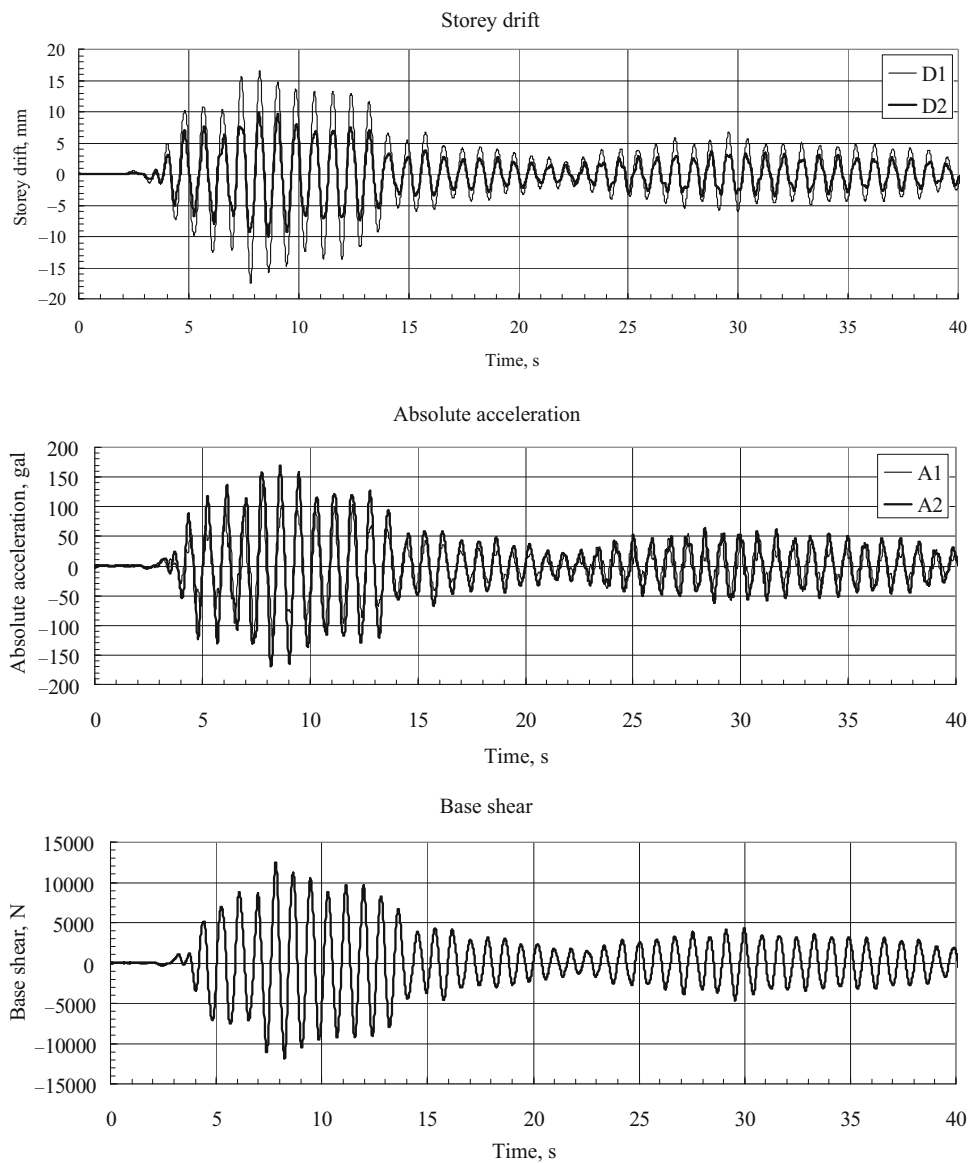 Storey drift
Storey drift, mm
20
15
10
5
0
−5
−10
−15
−20
D1
D2
0 5 10 15 20 25 30 35 40
Time, s
Absolute acceleration
Absolute acceleration, gal
200
150
100
50
0
−50
−100
−150
−200
A1
A2
0 5 10 15 20 25 30 35 40
Time, s
Base shear
Base shear, N
15000
10000
5000
0
−5000
−10000
−15000
0 5 10 15 20 25 30 35 40
Time, s